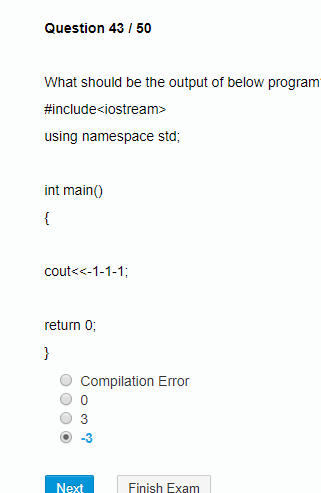 Question 43 / 50
What should be the output of below program
#include<iostream>
using namespace std;
int main()
{
cout<<-1-1-1;
return 0;
}
Compilation Error
0
3
-3
Next
Finish Exam